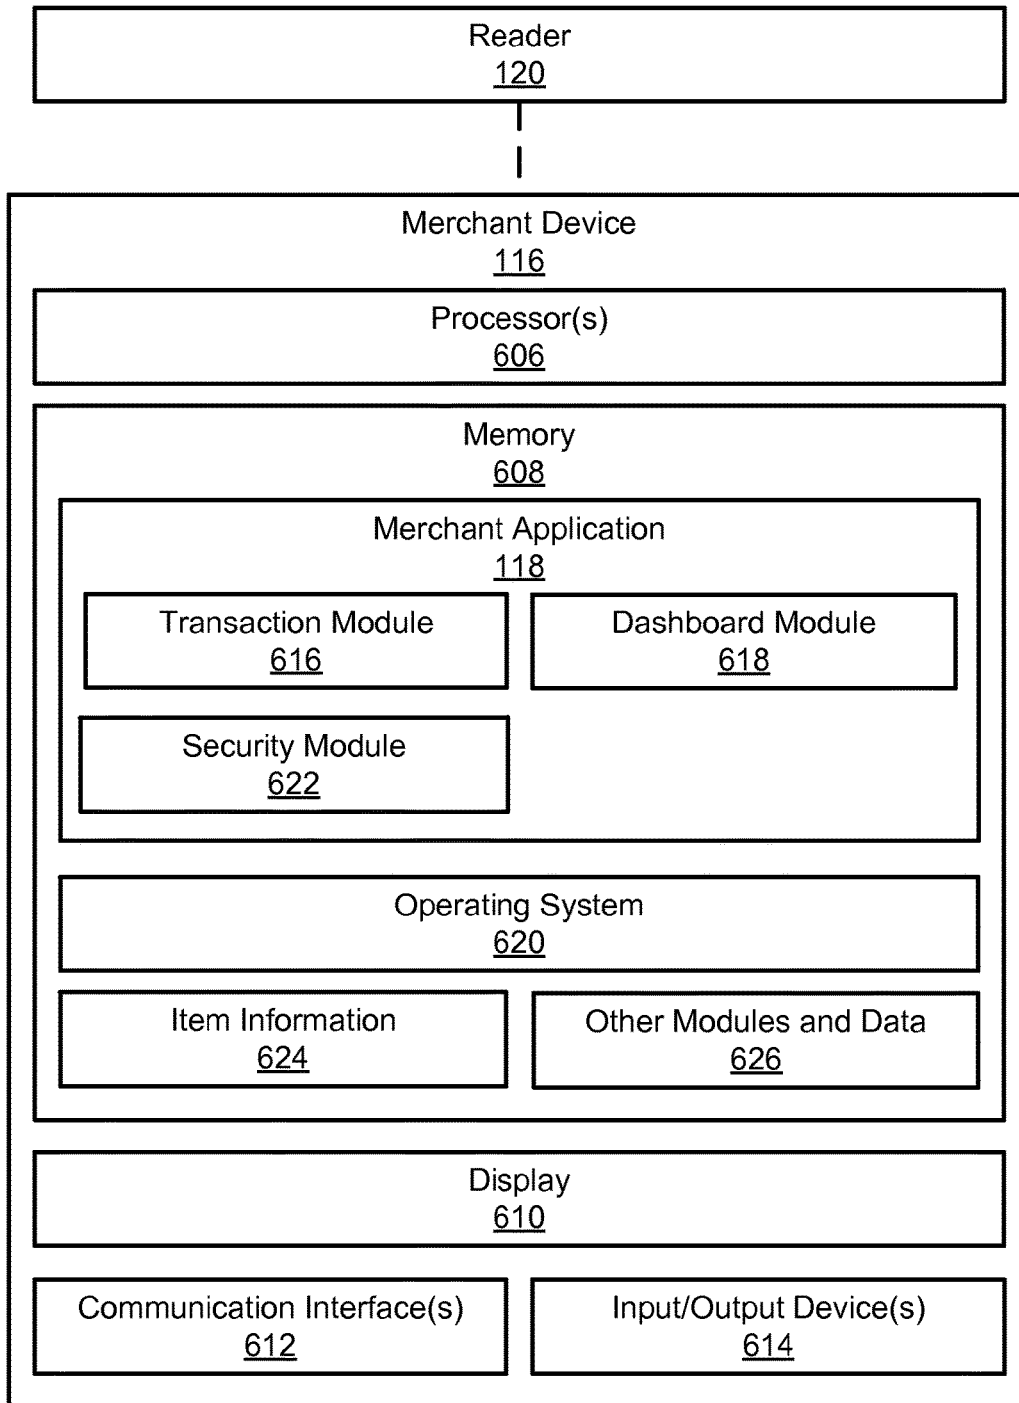 Reader
120
Merchant Device
116
Processor(s)
606
Memory
608
Merchant Application
118
Transaction Module
616
Dashboard Module
618
Security Module
622
Operating System
620
Item Information
624
Other Modules and Data
626
Display
610
Communication Interface(s)
612
Input/Output Device(s)
614